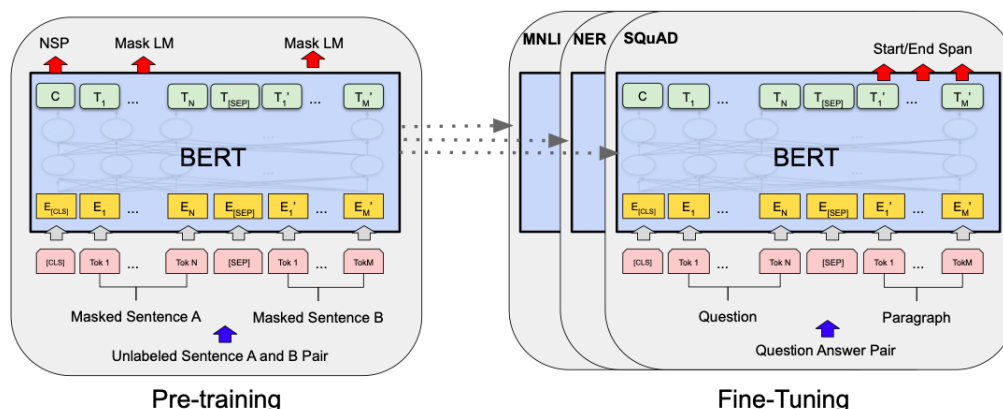 NSP Mask LM Mask LM
C T1 ... TN T[SEP] T1' ... TM'
...
...
BERT
E[CLS] E1 ... EN E[SEP] E1' ... EM'
[CLS] Tok 1 ... Tok N [SEP] Tok 1 ... TokM
Masked Sentence A Masked Sentence B
Unlabeled Sentence A and B Pair
Pre-training
MNLI NER SQuAD
Start/End Span
C T1 ... TN T[SEP] T1' ... TM'
...
...
BERT
E[CLS] E1 ... EN E[SEP] E1' ... EM'
[CLS] Tok 1 ... Tok N [SEP] Tok 1 ... TokM
Question Paragraph
Question Answer Pair
Fine-Tuning